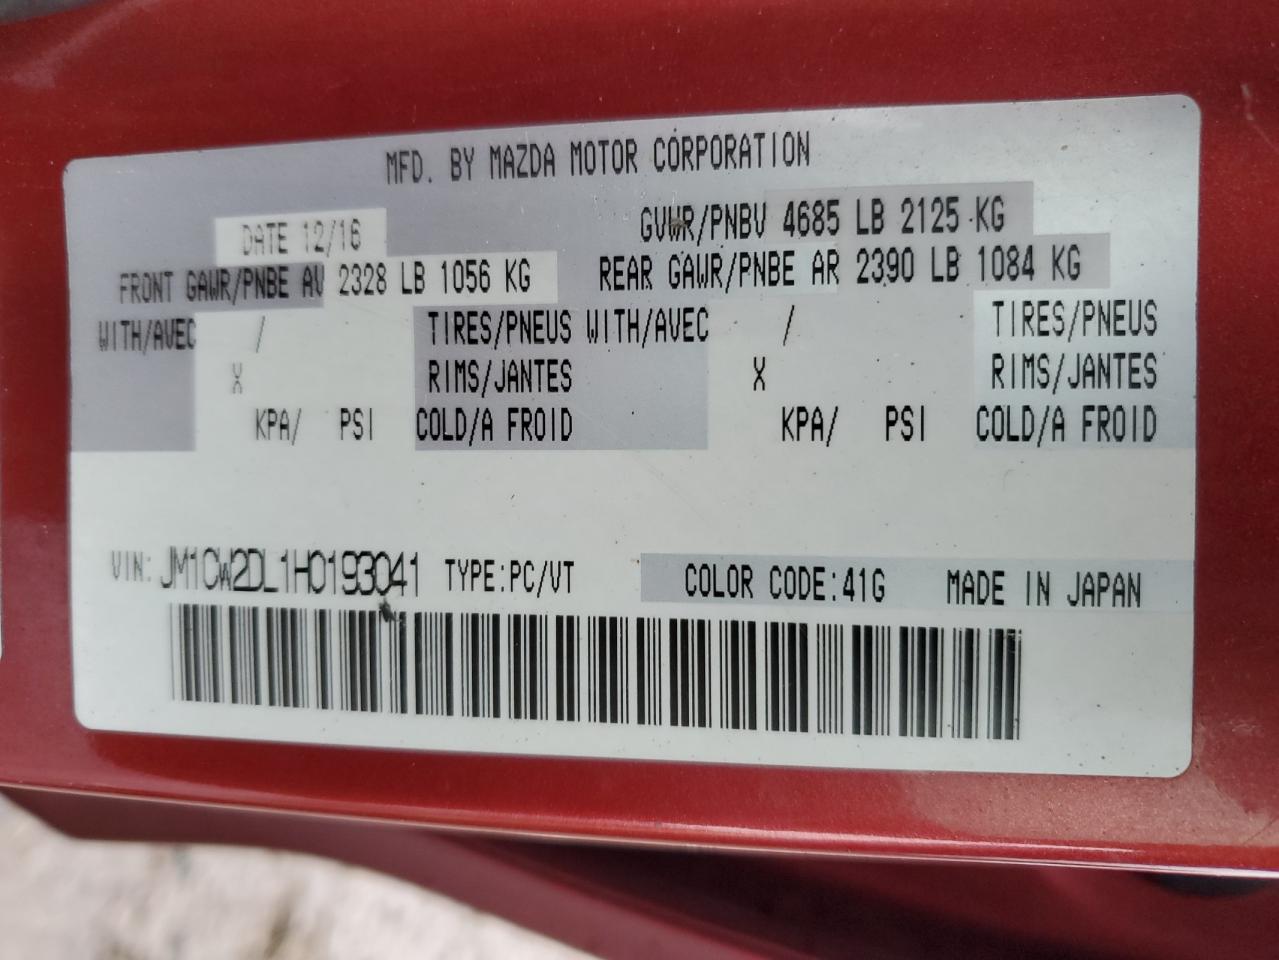 MFD. BY MAZDA MOTOR CORPORATION
DATE 12/16 GVWR/PNBV 4685 LB 2125 KG
FRONT GAWR/PNBE AV 2328 LB 1056 KG REAR GAWR/PNBE AR 2390 LB 1084 KG
WITH/AVEC / TIRES/PNEUS WITH/AVEC / TIRES/PNEUS
X RIMS/JANTES X RIMS/JANTES
KPA/ PSI COLD/A FROID KPA/ PSI COLD/A FROID
VIN: JM1CW2DL1H0193041 TYPE:PC/VT COLOR CODE:41G MADE IN JAPAN